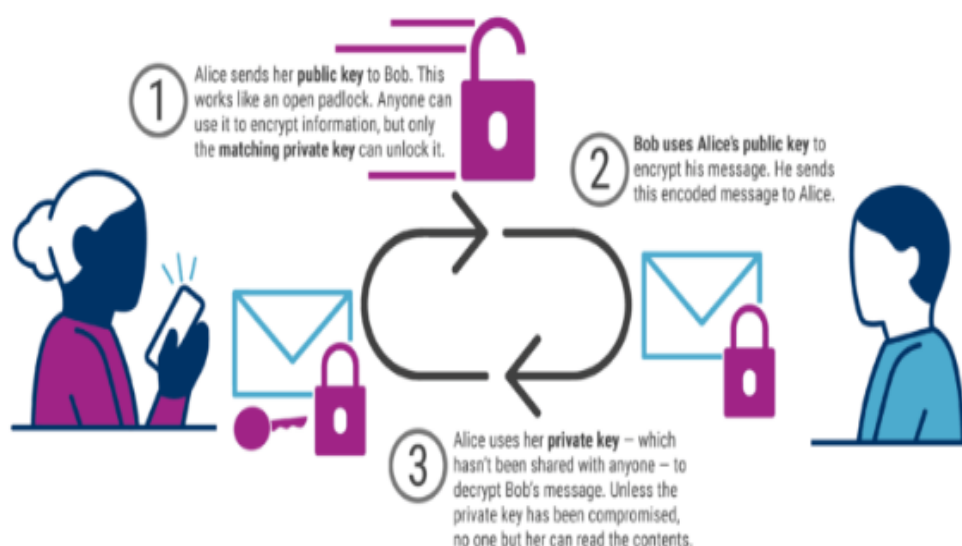 1
Alice sends her public key to Bob. This
works like an open padlock. Anyone can
use it to encrypt information, but only
the matching private key can unlock it.
2
Bob uses Alice's public key to
encrypt his message. He sends
this encoded message to Alice.
3
Alice uses her private key – which
hasn't been shared with anyone – to
decrypt Bob's message. Unless the
private key has been compromised,
no one but her can read the contents.